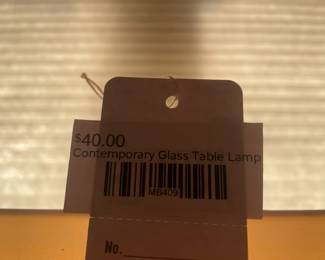 $40.00
Contemporary Glass Table Lamp
MB409
No.